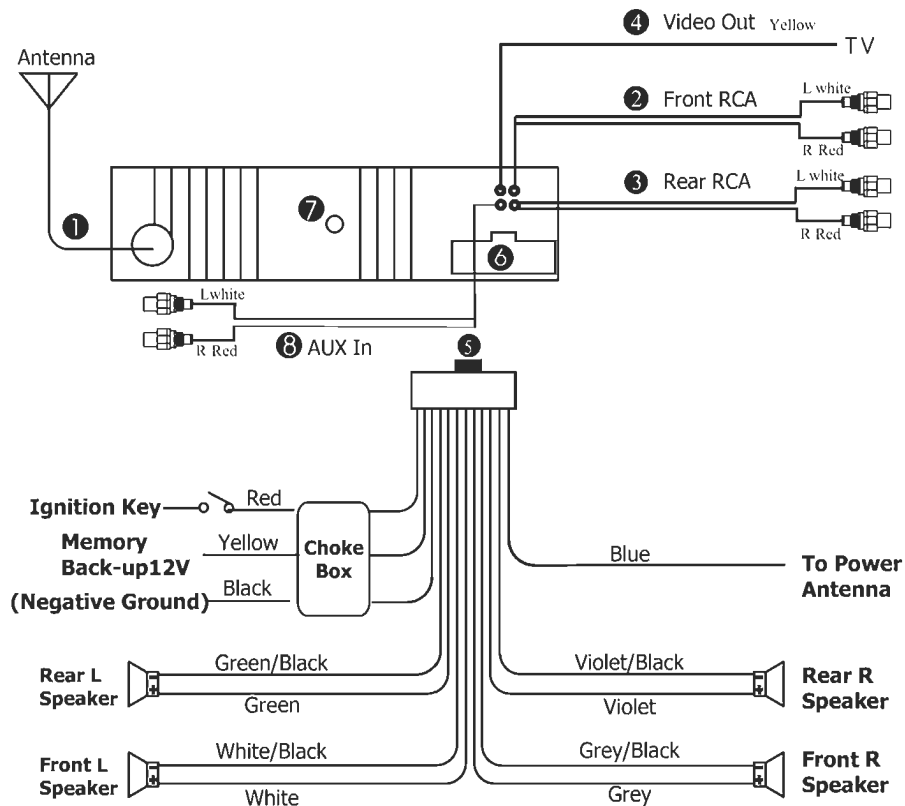 4 Video Out Yellow
TV
Antenna
L white
2 Front RCA
R Red
L white
3 Rear RCA
R Red
1
7
6
Lwhite
R Red
8 AUX In
5
Ignition Key
Red
Memory
Back-up12V
Yellow
(Negative Ground)
Black
Choke
Box
Blue
To Power
Antenna
Rear L
Speaker
Green/Black
Green
Violet/Black
Violet
Rear R
Speaker
Front L
Speaker
White/Black
White
Grey/Black
Grey
Front R
Speaker